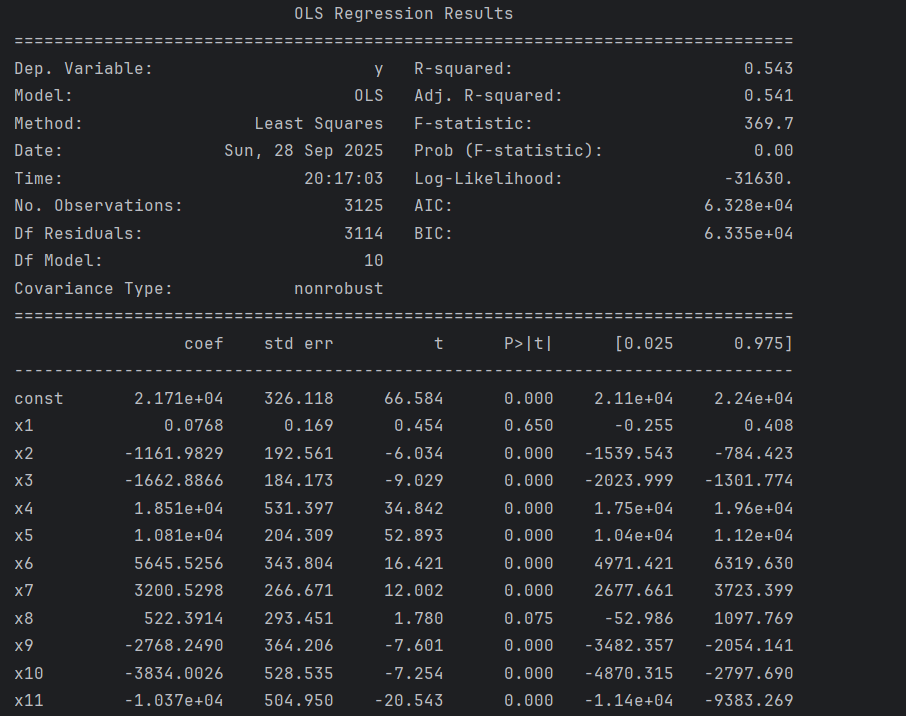 OLS Regression Results
==============================================================================
Dep. Variable:                      y   R-squared:                       0.543
Model:                            OLS   Adj. R-squared:                  0.541
Method:                 Least Squares   F-statistic:                     369.7
Date:                Sun, 28 Sep 2025   Prob (F-statistic):               0.00
Time:                        20:17:03   Log-Likelihood:                -31630.
No. Observations:                3125   AIC:                         6.328e+04
Df Residuals:                    3114   BIC:                         6.335e+04
Df Model:                          10
Covariance Type:            nonrobust
==============================================================================
                 coef    std err          t      P>|t|      [0.025      0.975]
------------------------------------------------------------------------------
const       2.171e+04    326.118     66.584      0.000    2.11e+04    2.24e+04
x1             0.0768      0.169      0.454      0.650      -0.255       0.408
x2         -1161.9829    192.561     -6.034      0.000   -1539.543    -784.423
x3         -1662.8866    184.173     -9.029      0.000   -2023.999   -1301.774
x4          1.851e+04    531.397     34.842      0.000    1.75e+04    1.96e+04
x5          1.081e+04    204.309     52.893      0.000    1.04e+04    1.12e+04
x6          5645.5256    343.804     16.421      0.000    4971.421    6319.630
x7          3200.5298    266.671     12.002      0.000    2677.661    3723.399
x8           522.3914    293.451      1.780      0.075     -52.986    1097.769
x9         -2768.2490    364.206     -7.601      0.000   -3482.357   -2054.141
x10        -3834.0026    528.535     -7.254      0.000   -4870.315   -2797.690
x11        -1.037e+04    504.950    -20.543      0.000   -1.14e+04   -9383.269